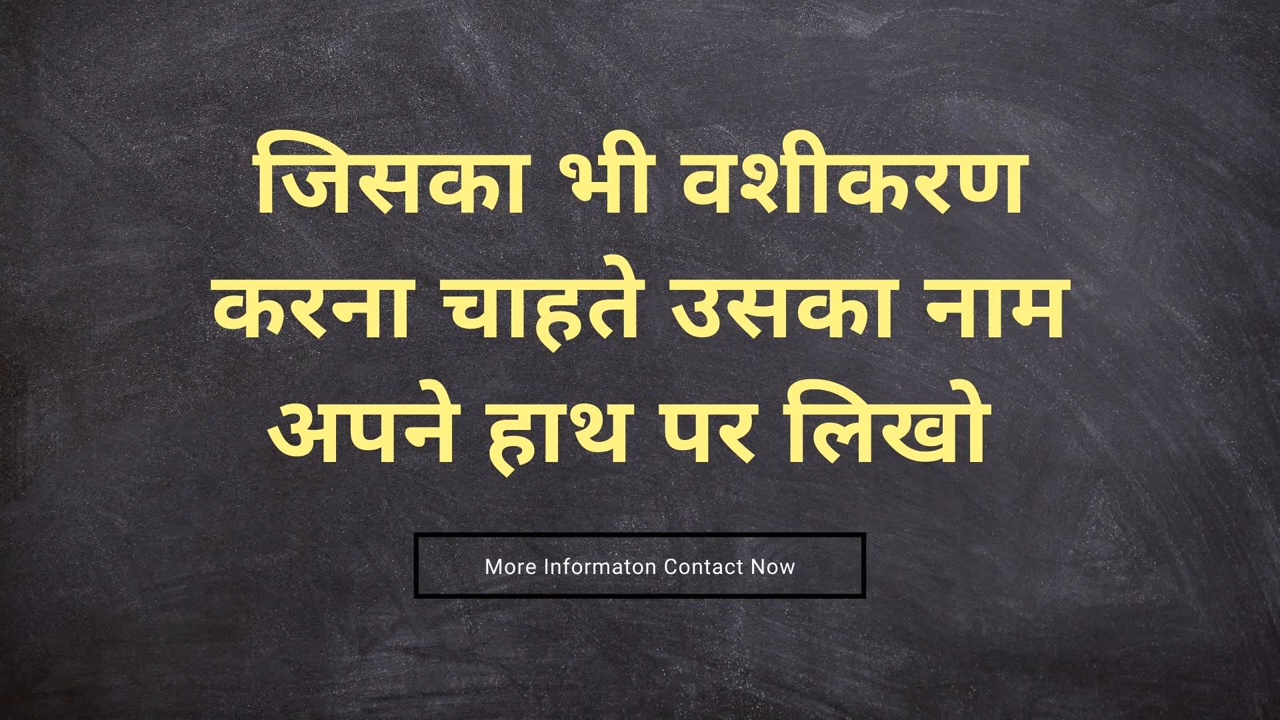 जिसका भी वशीकरण
करना चाहते उसका नाम
अपने हाथ पर लिखो
More Informaton Contact Now